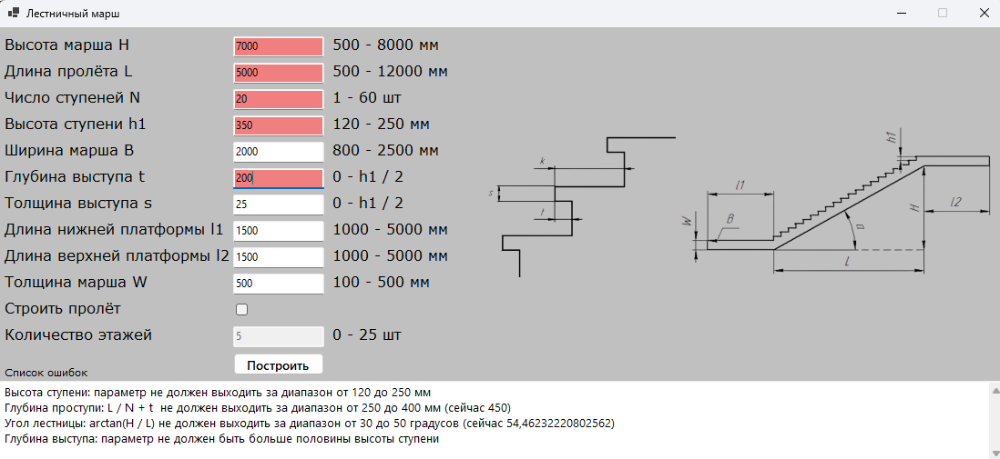 Лестничный марш
Высота марша H 7000 500 - 8000 мм
Длина пролёта L 5000 500 - 12000 мм
Число ступеней N 20 1 - 60 шт
Высота ступени h1 350 120 - 250 мм
Ширина марша B 2000 800 - 2500 мм
Глубина выступа t 200 0 - h1 / 2
Толщина выступа s 25 0 - h1 / 2
Длина нижней платформы l1 1500 1000 - 5000 мм
Длина верхней платформы l2 1500 1000 - 5000 мм
Толщина марша W 500 100 - 500 мм
Строить пролёт
Количество этажей 5 0 - 25 шт
Построить
k
s
t
h1
l1
B
W
H
l2
D
L
Список ошибок
Высота ступени: параметр не должен выходить за диапазон от 120 до 250 мм
Глубина проступи: L / N + t не должен выходить за диапазон от 250 до 400 мм (сейчас 450)
Угол лестницы: arctan(H / L) не должен выходить за диапазон от 30 до 50 градусов (сейчас 54,46232220802562)
Глубина выступа: параметр не должен быть больше половины высоты ступени